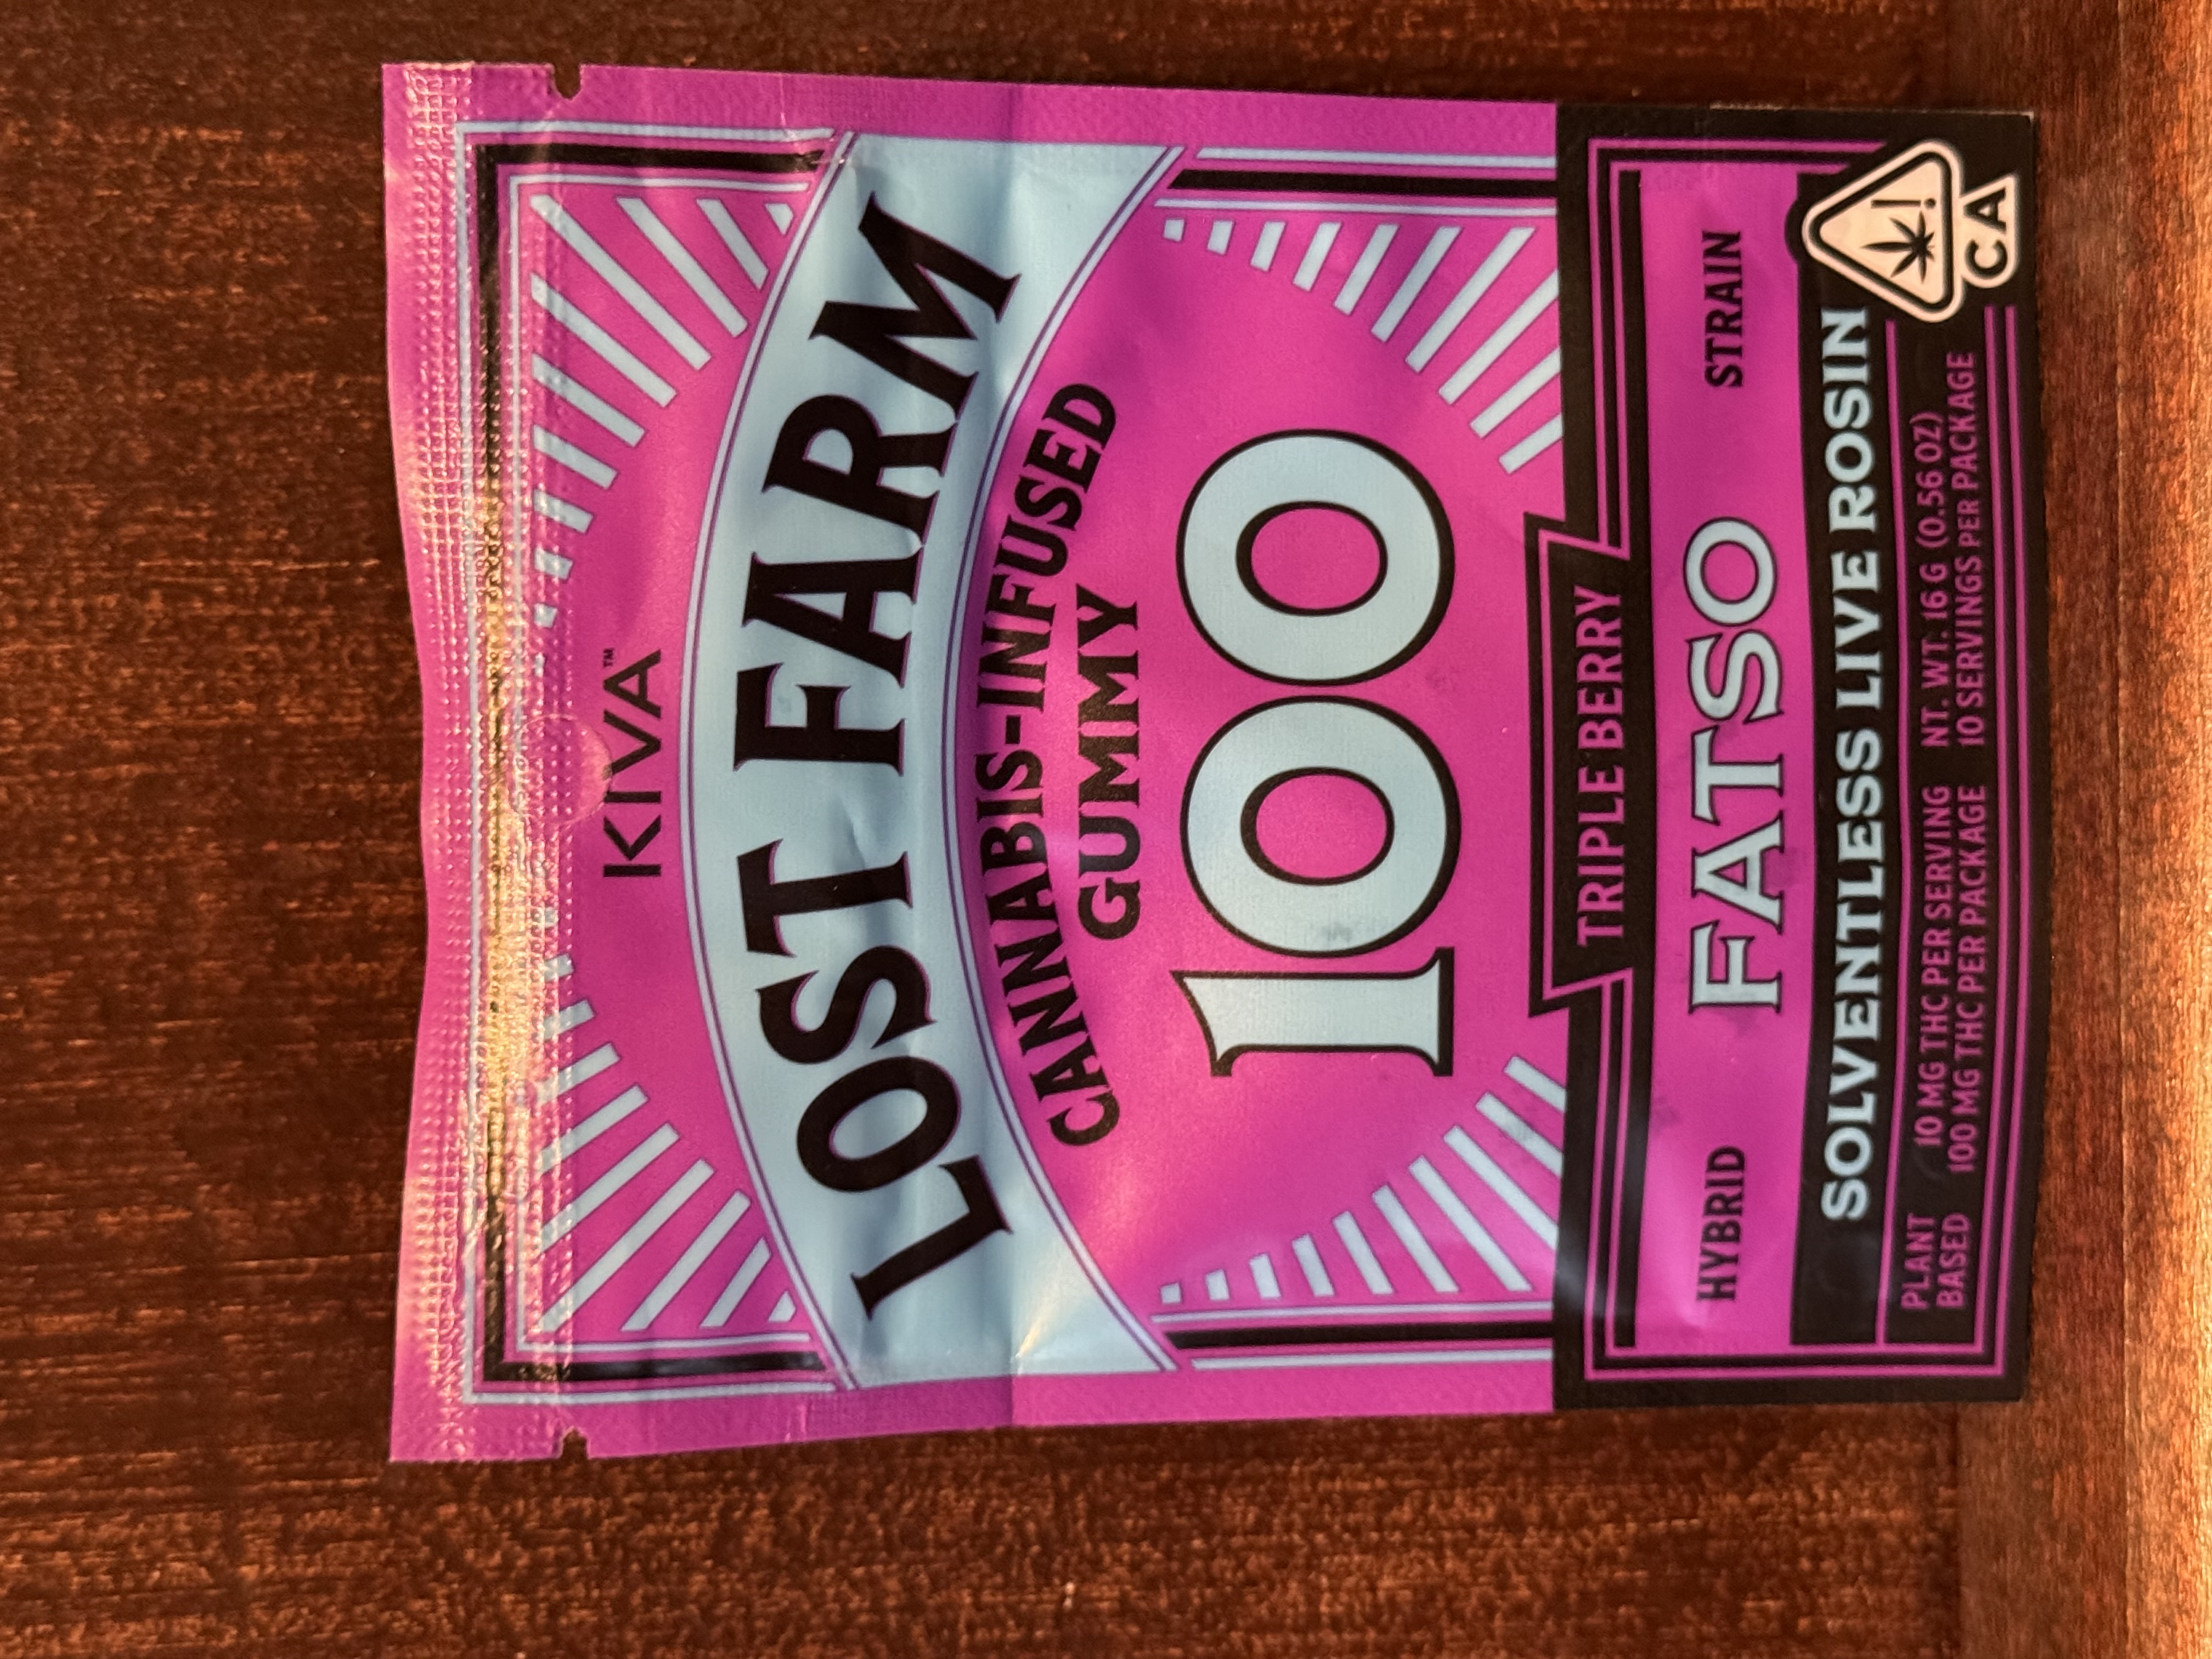 KIVA™
LOST FARM
CANNABIS-INFUSED
GUMMY
100
TRIPLE BERRY
HYBRID FATSO STRAIN
SOLVENTLESS LIVE ROSIN
PLANT BASED
10 MG THC PER SERVING
100 MG THC PER PACKAGE
NT. WT. 16 G (0.56 OZ)
10 SERVINGS PER PACKAGE
!
CA